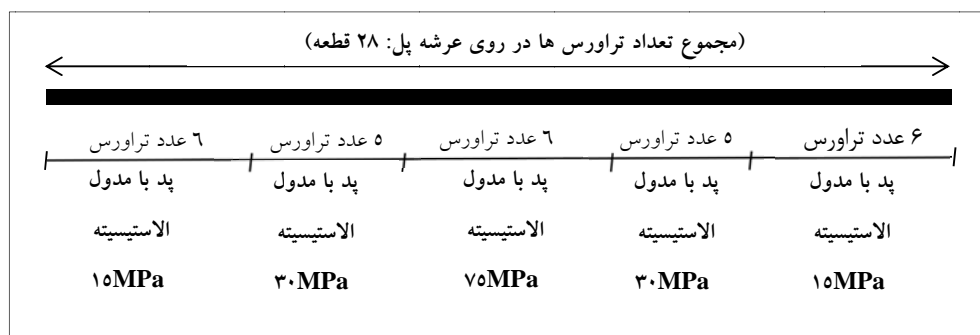 (مجموع تعداد تراورس ها در روی عرشه پل: ۲۸ قطعه)
۶ عدد تراورس ۵ عدد تراورس ۶ عدد تراورس ۵ عدد تراورس ۶ عدد تراورس
پد با مدول پد با مدول پد با مدول پد با مدول پد با مدول
الاستیسیته الاستیسیته الاستیسیته الاستیسیته الاستیسیته
۱۵MPa ۳۰MPa ۷۵MPa ۳۰MPa ۱۵MPa